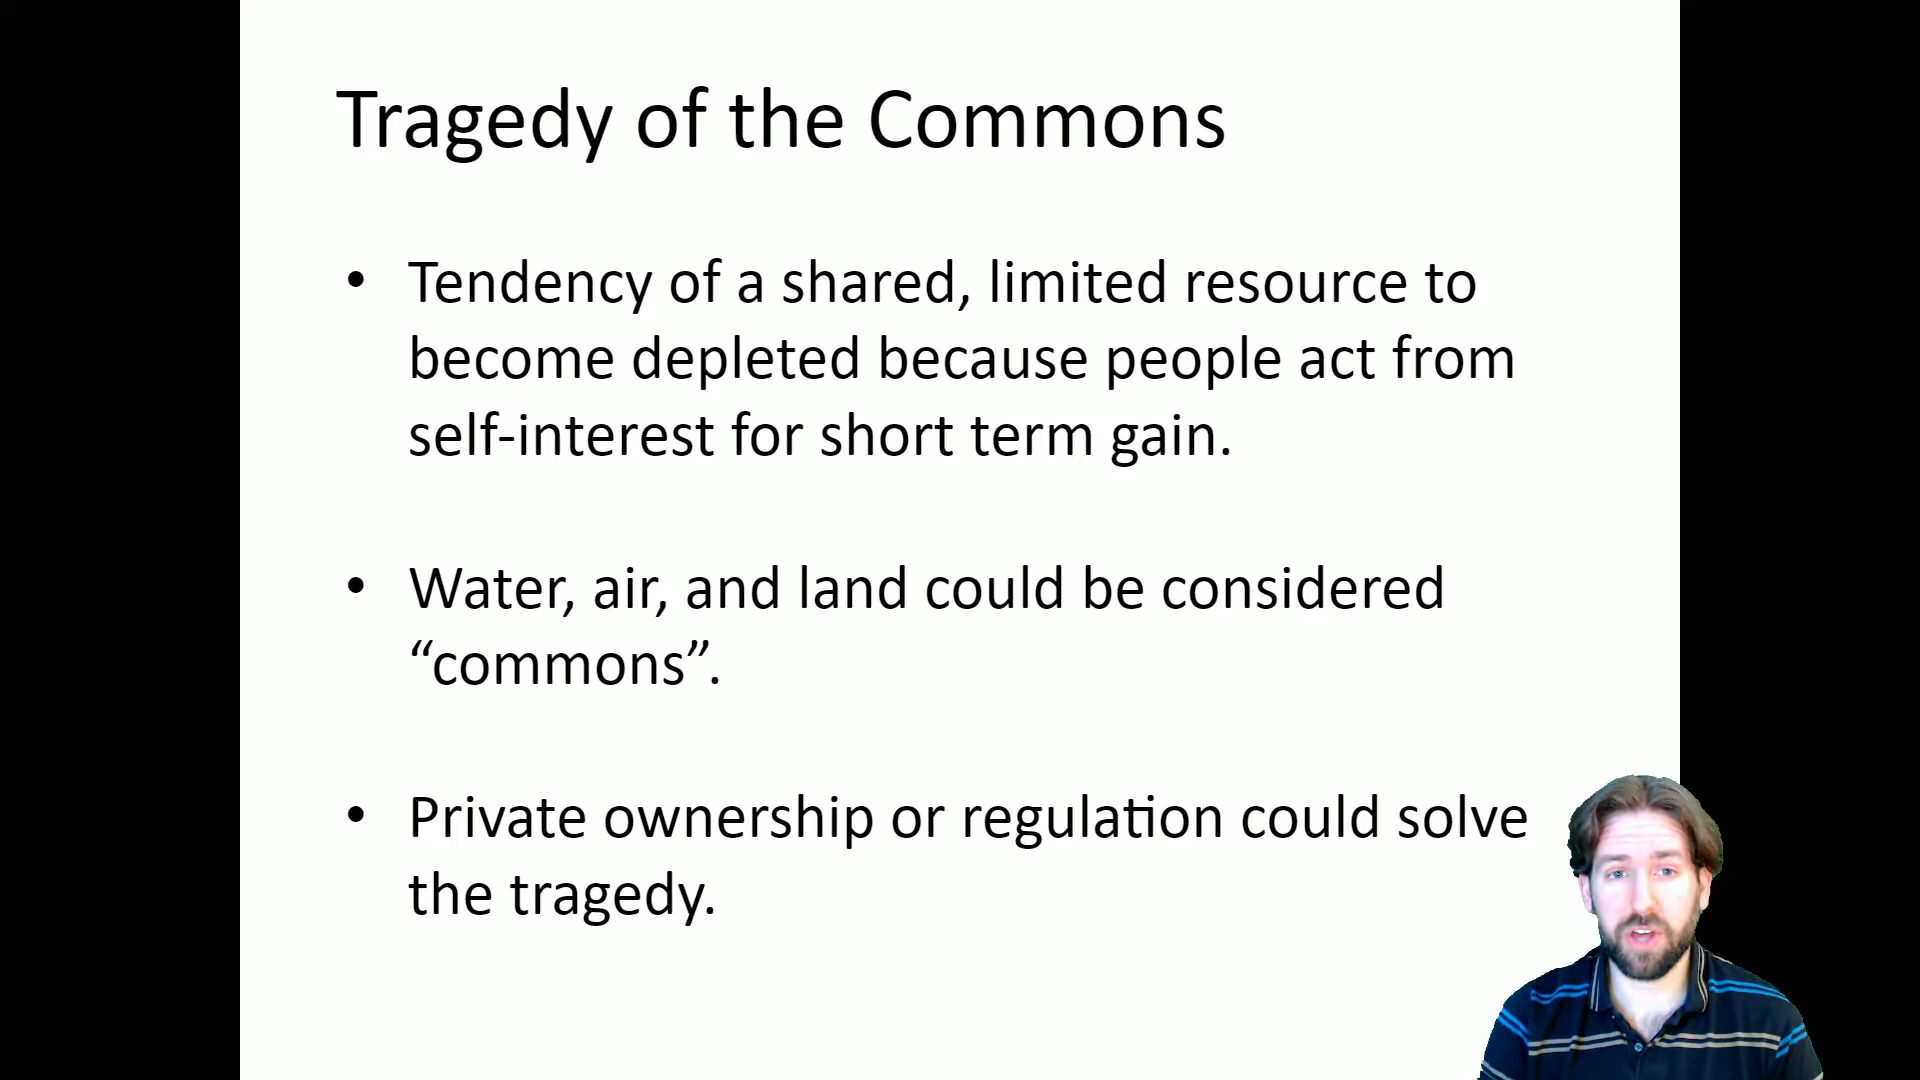 Tragedy of the Commons
• Tendency of a shared, limited resource to
become depleted because people act from
self-interest for short term gain.
• Water, air, and land could be considered
“commons”.
• Private ownership or regulation could solve
the tragedy.